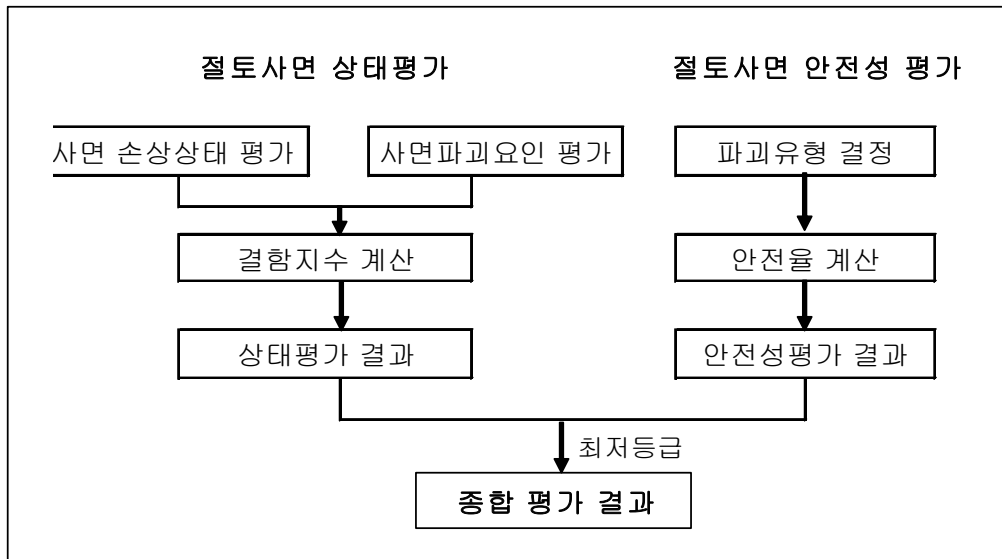 절토사면 상태평가
절토사면 안전성 평가
사면 손상상태 평가
사면파괴요인 평가
파괴유형 결정
결함지수 계산
안전율 계산
상태평가 결과
안전성평가 결과
최저등급
종합 평가 결과